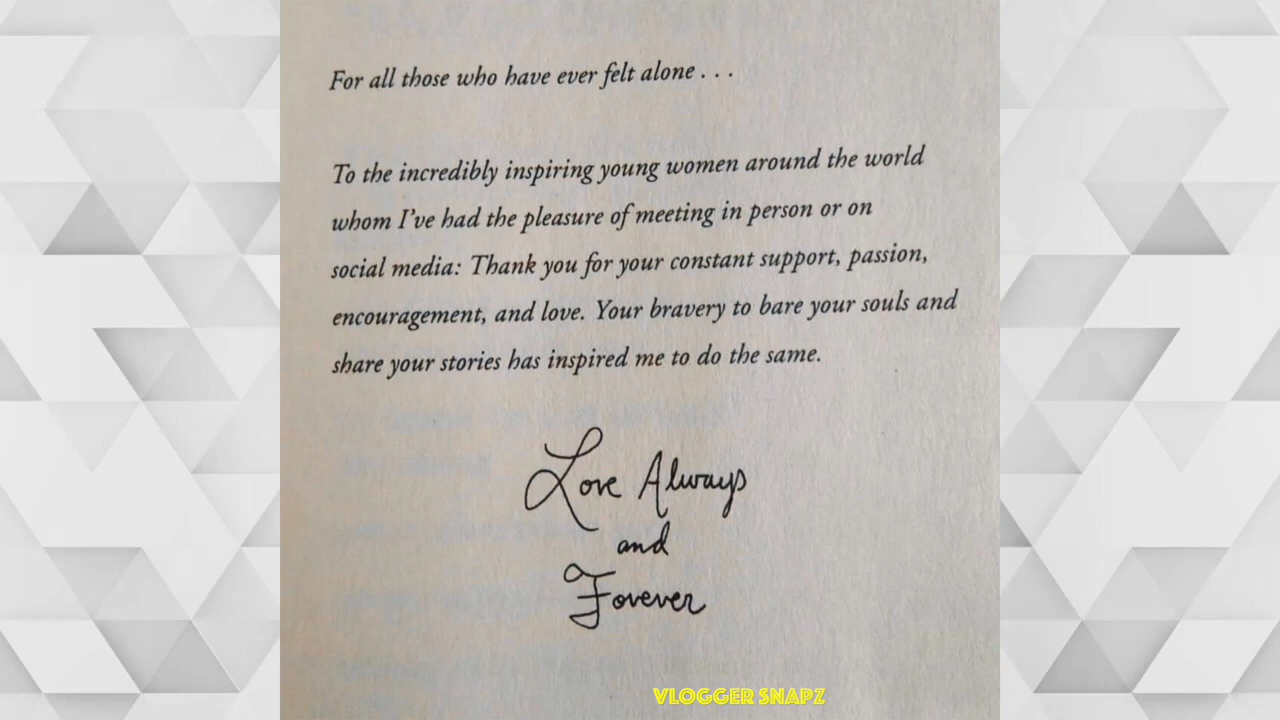 For all those who have ever felt alone . . .
To the incredibly inspiring young women around the world
whom I've had the pleasure of meeting in person or on
social media: Thank you for your constant support, passion,
encouragement, and love. Your bravery to bare your souls and
share your stories has inspired me to do the same.
Love Always
and
Forever
VLOGGER SNAPZ